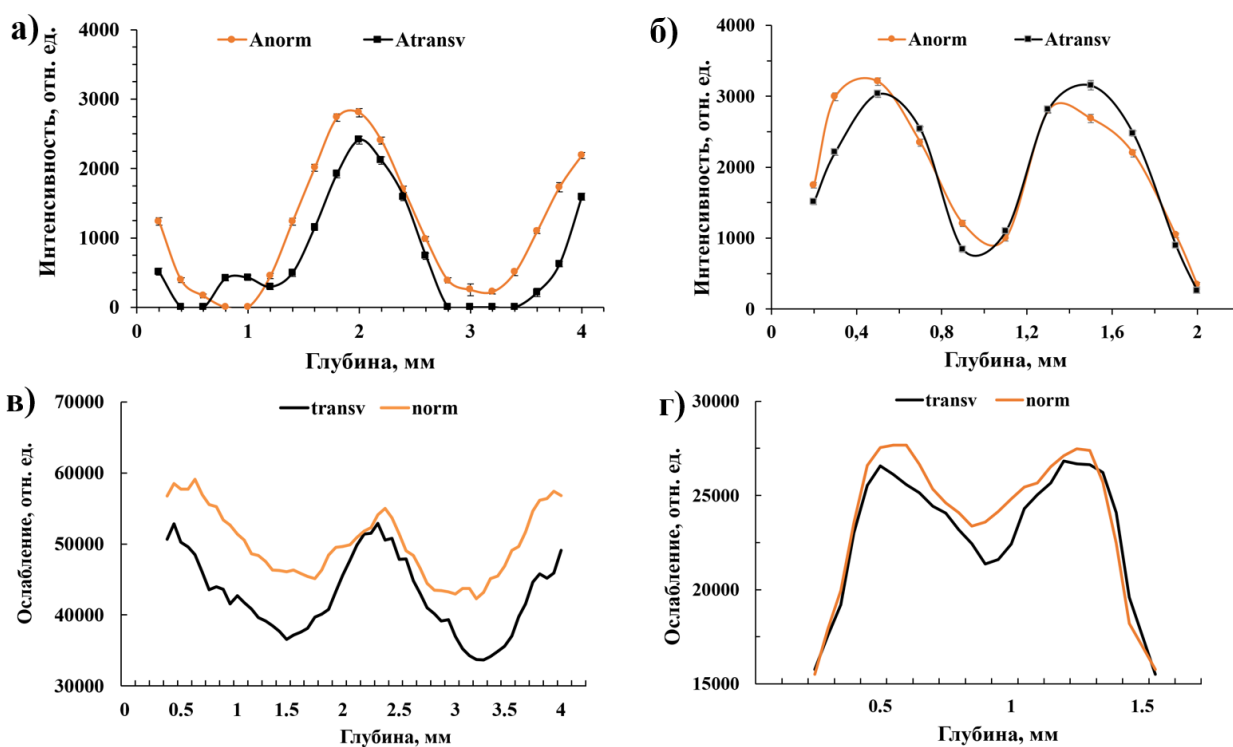 а)
Anorm Atransv
Интенсивность, отн. ед.
4000
3000
2000
1000
0
0 1 2 3 4
Глубина, мм
б)
Anorm Atransv
Интенсивность, отн. ед.
4000
3000
2000
1000
0
0 0,4 0,8 1,2 1,6 2
Глубина, мм
в)
transv norm
Ослабление, отн. ед.
70000
60000
50000
40000
30000
0 0.5 1 1.5 2 2.5 3 3.5 4
Глубина, мм
г)
transv norm
Ослабление, отн. ед.
30000
25000
20000
15000
0.5 1 1.5
Глубина, мм